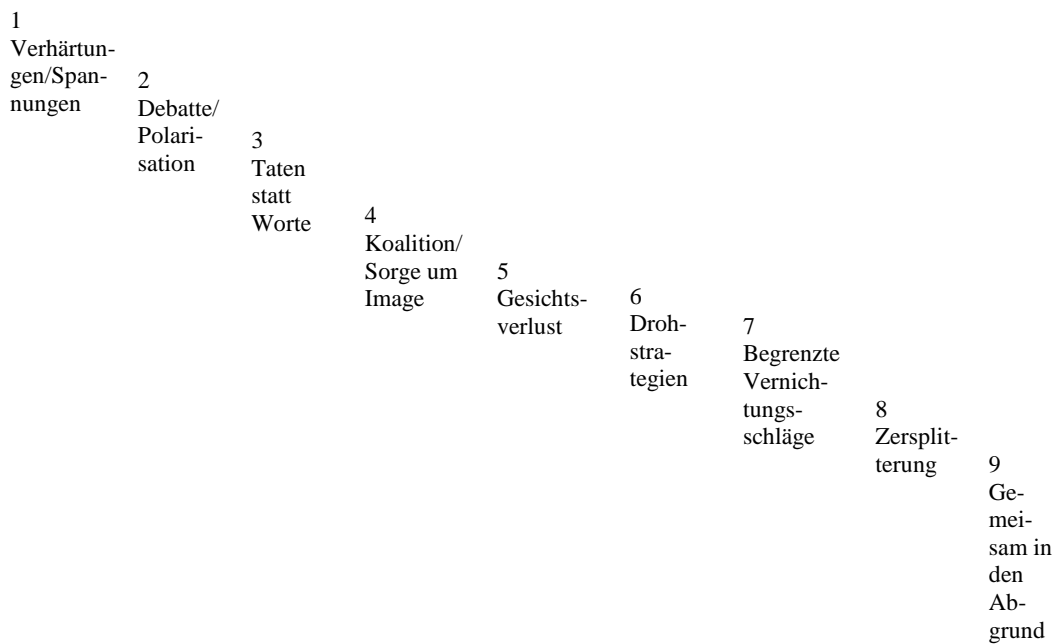 1
Verhärtun-
gen/Span-
nungen
2
Debatte/
Polari-
sation
3
Taten
statt
Worte
4
Koalition/
Sorge um
Image
5
Gesichts-
verlust
6
Droh-
stra-
tegien
7
Begrenzte
Vernich-
tungs-
schläge
8
Zersplit-
terung
9
Ge-
mei-
sam in
den
Ab-
grund